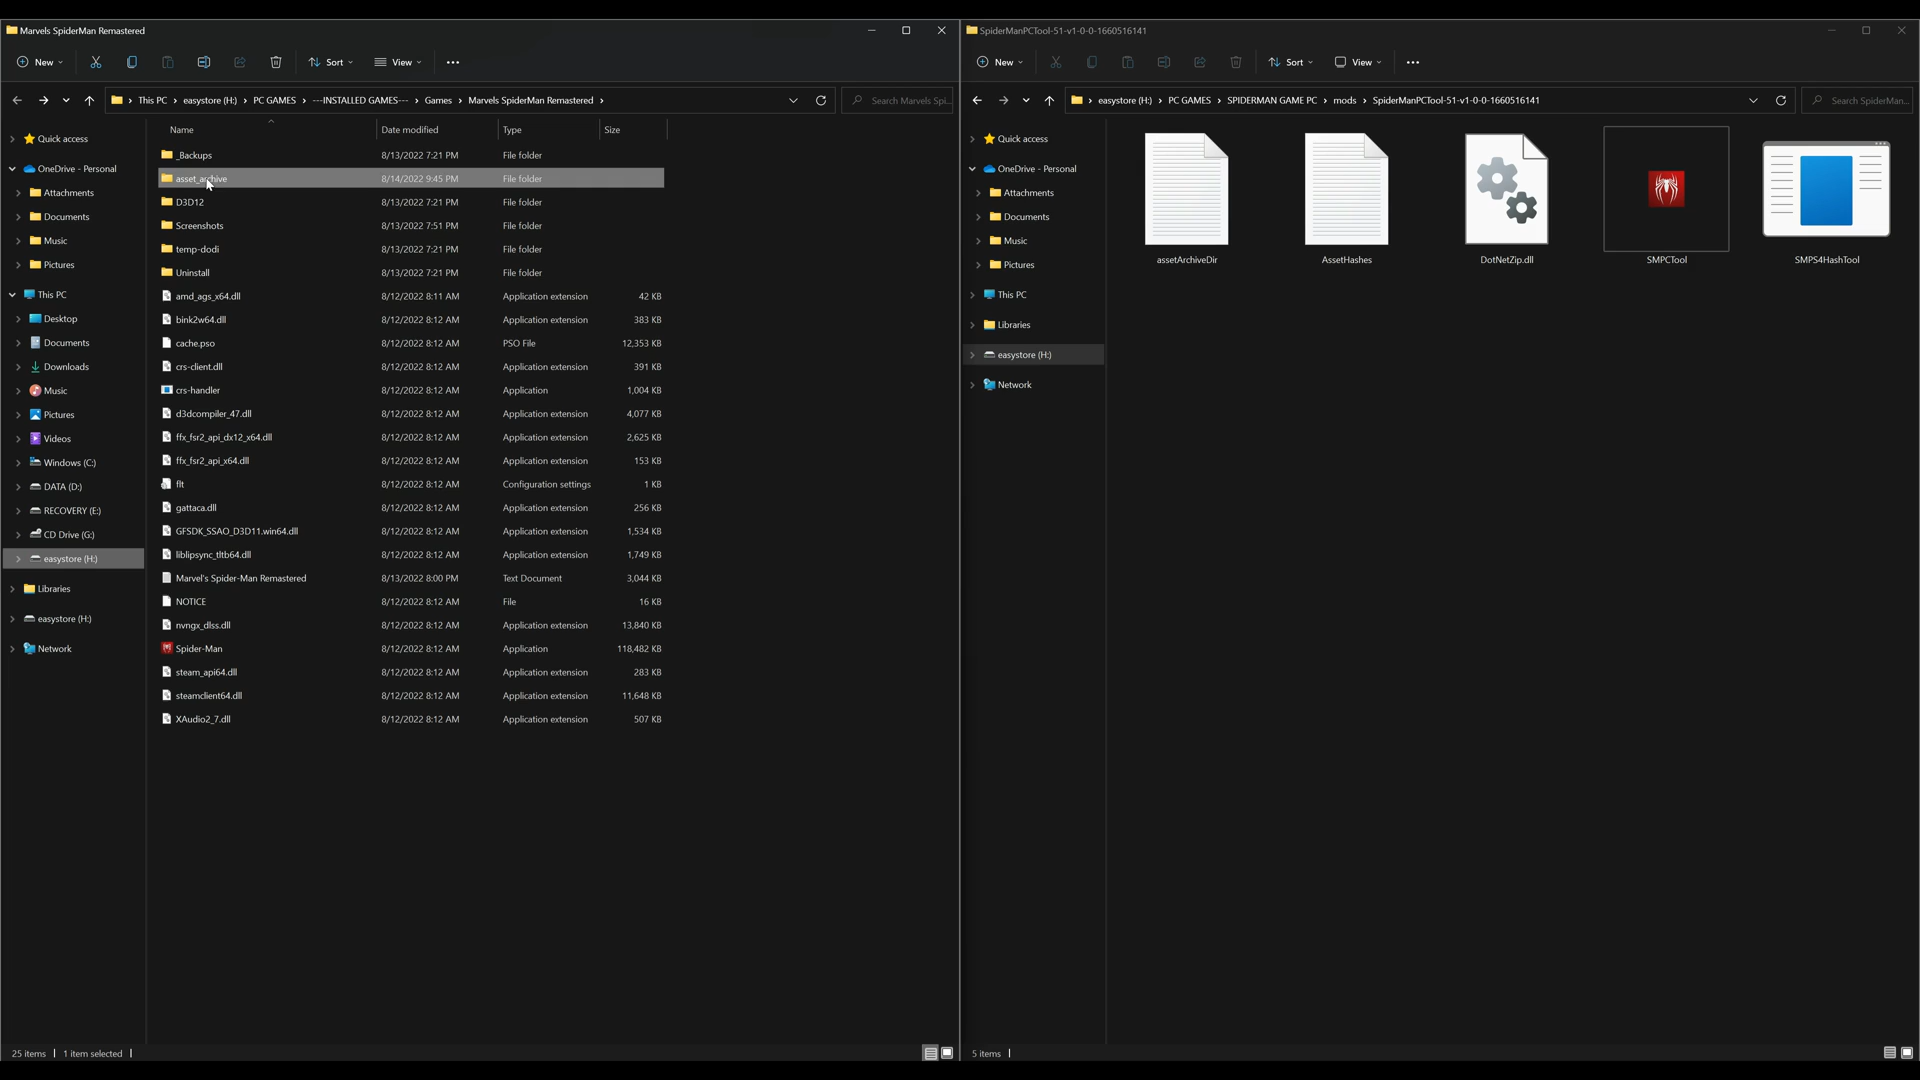 Marvels SpiderMan Remastered
New Sort View
This PC easystore (H:) PC GAMES ---INSTALLED GAMES--- Games Marvels SpiderMan Remastered
Search Marvels Spi...
Quick access
OneDrive - Personal
Attachments
Documents
Music
Pictures
This PC
Desktop
Documents
Downloads
Music
Pictures
Videos
Windows (C:)
DATA (D:)
RECOVERY (E:)
CD Drive (G:)
easystore (H:)
Libraries
easystore (H:)
Network
Name Date modified Type Size
_Backups 8/13/2022 7:21 PM File folder
asset_archive 8/14/2022 9:45 PM File folder
D3D12 8/13/2022 7:21 PM File folder
Screenshots 8/13/2022 7:51 PM File folder
temp-dodi 8/13/2022 7:21 PM File folder
Uninstall 8/13/2022 7:21 PM File folder
amd_ags_x64.dll 8/12/2022 8:11 AM Application extension 42 KB
bink2w64.dll 8/12/2022 8:12 AM Application extension 383 KB
cache.pso 8/12/2022 8:12 AM PSO File 12,353 KB
crs-client.dll 8/12/2022 8:12 AM Application extension 391 KB
crs-handler 8/12/2022 8:12 AM Application 1,004 KB
d3dcompiler_47.dll 8/12/2022 8:12 AM Application extension 4,077 KB
ffx_fsr2_api_dx12_x64.dll 8/12/2022 8:12 AM Application extension 2,625 KB
ffx_fsr2_api_x64.dll 8/12/2022 8:12 AM Application extension 153 KB
flt 8/12/2022 8:12 AM Configuration settings 1 KB
gattaca.dll 8/12/2022 8:12 AM Application extension 256 KB
GFSDK_SSAO_D3D11.win64.dll 8/12/2022 8:12 AM Application extension 1,534 KB
liblipsync_tltb64.dll 8/12/2022 8:12 AM Application extension 1,749 KB
Marvel's Spider-Man Remastered 8/13/2022 8:00 PM Text Document 3,044 KB
NOTICE 8/12/2022 8:12 AM File 16 KB
nvngx_dlss.dll 8/12/2022 8:12 AM Application extension 13,840 KB
Spider-Man 8/12/2022 8:12 AM Application 118,482 KB
steam_api64.dll 8/12/2022 8:12 AM Application extension 283 KB
steamclient64.dll 8/12/2022 8:12 AM Application extension 11,648 KB
XAudio2_7.dll 8/12/2022 8:12 AM Application extension 507 KB
25 items 1 item selected
SpiderManPCTool-51-v1-0-0-1660516141
New Sort View
easystore (H:) PC GAMES SPIDERMAN GAME PC mods SpiderManPCTool-51-v1-0-0-1660516141
Search SpiderMan...
Quick access
OneDrive - Personal
Attachments
Documents
Music
Pictures
This PC
Libraries
easystore (H:)
Network
assetArchiveDir AssetHashes DotNetZip.dll SMPCTool SMPS4HashTool
5 items